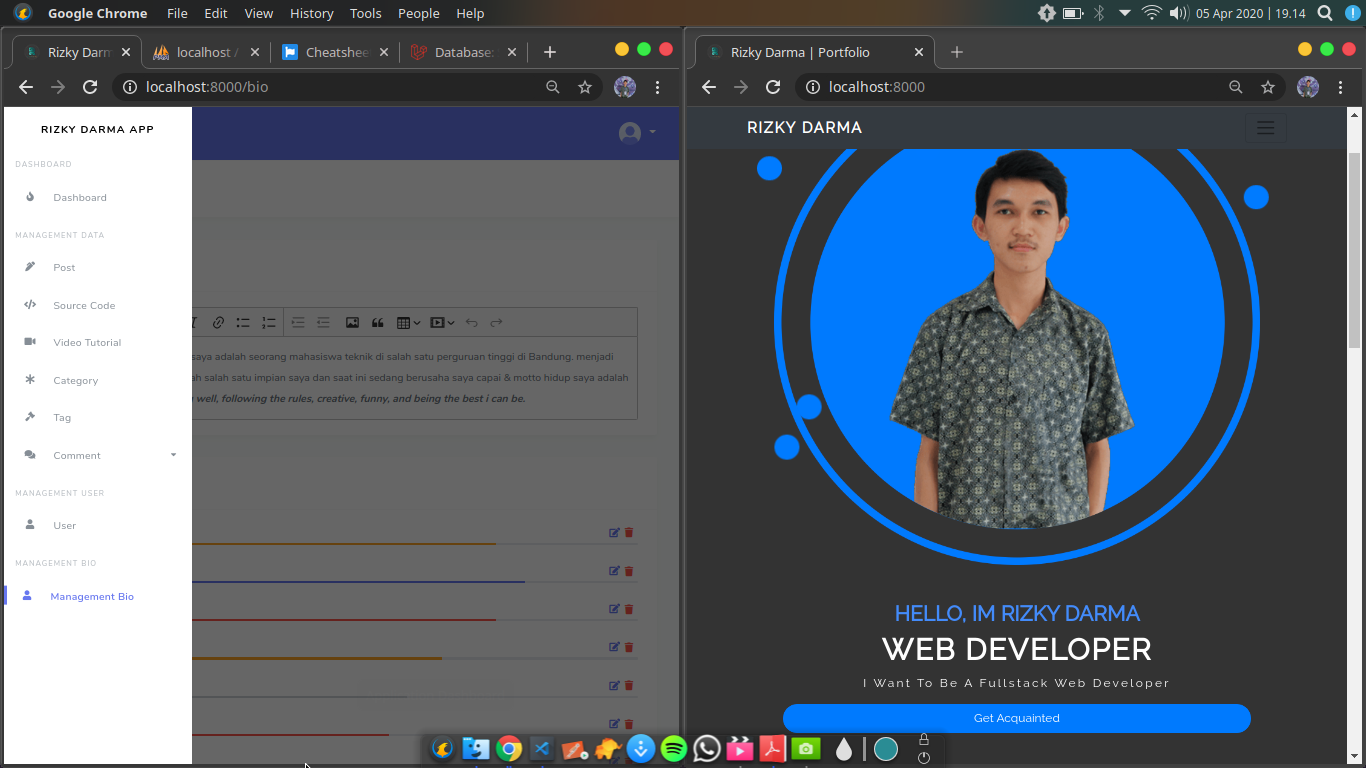 Google Chrome File Edit View History Tools People Help 05 Apr 2020 | 19.14
Rizky Darm localhost / Cheatshee Database:
localhost:8000/bio
RIZKY DARMA APP
DASHBOARD
Dashboard
MANAGEMENT DATA
Post
Source Code
Video Tutorial
Category
Tag
Comment
MANAGEMENT USER
User
MANAGEMENT BIO
Management Bio
saya adalah seorang mahasiswa teknik di salah satu perguruan tinggi di Bandung. menjadi
ah salah satu impian saya dan saat ini sedang berusaha saya capai & motto hidup saya adalah
well, following the rules, creative, funny, and being the best i can be.
Rizky Darma | Portfolio
localhost:8000
RIZKY DARMA
HELLO, IM RIZKY DARMA
WEB DEVELOPER
I Want To Be A Fullstack Web Developer
Get Acquainted